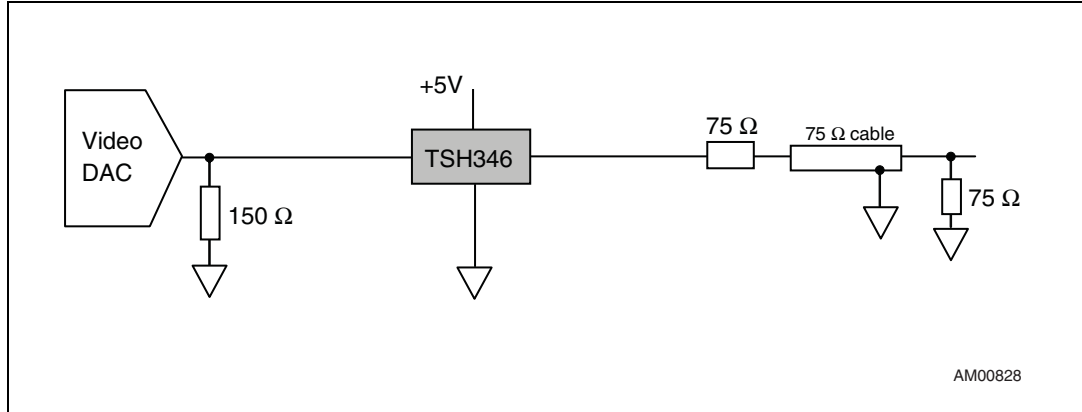 +5V
Video
DAC
TSH346
75 Ω
75 Ω cable
150 Ω
75 Ω
AM00828